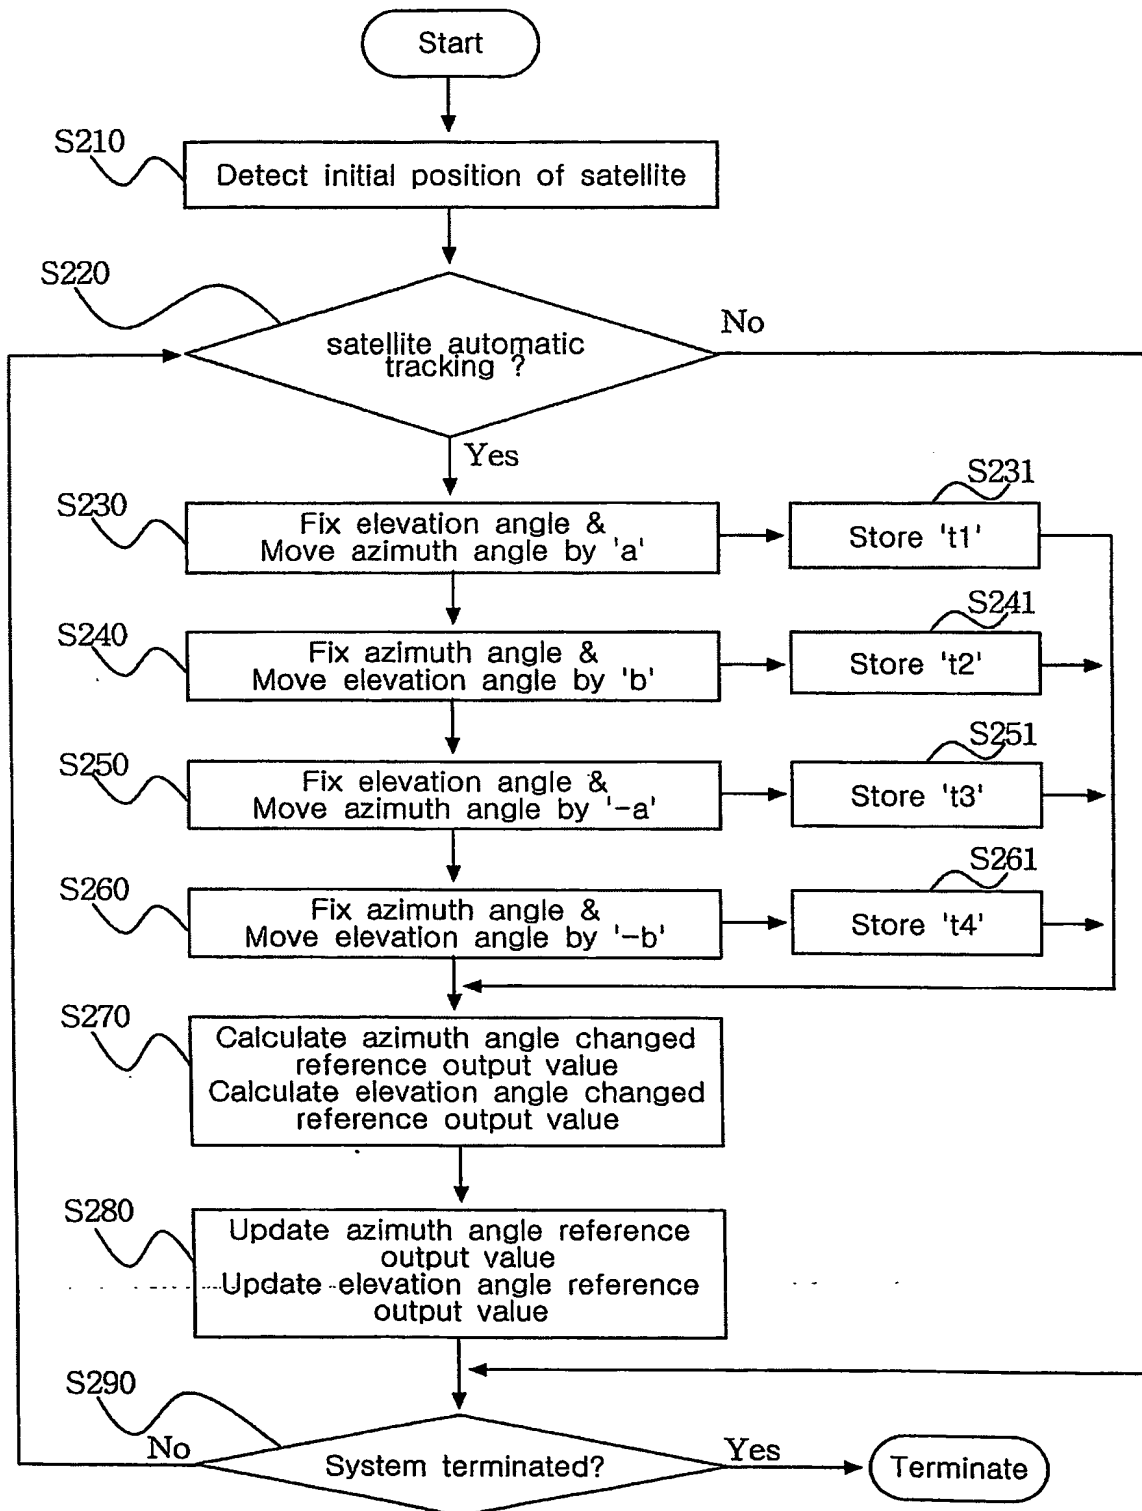 Start
S210
Detect initial position of satellite
S220
satellite automatic
tracking ?
No
Yes
S230
Fix elevation angle &
Move azimuth angle by 'a'
S231
Store 't1'
S240
Fix azimuth angle &
Move elevation angle by 'b'
S241
Store 't2'
S250
Fix elevation angle &
Move azimuth angle by '-a'
S251
Store 't3'
S260
Fix azimuth angle &
Move elevation angle by '-b'
S261
Store 't4'
S270
Calculate azimuth angle changed
reference output value
Calculate elevation angle changed
reference output value
S280
Update azimuth angle reference
output value
Update elevation angle reference
output value
S290
No
System terminated?
Yes
Terminate